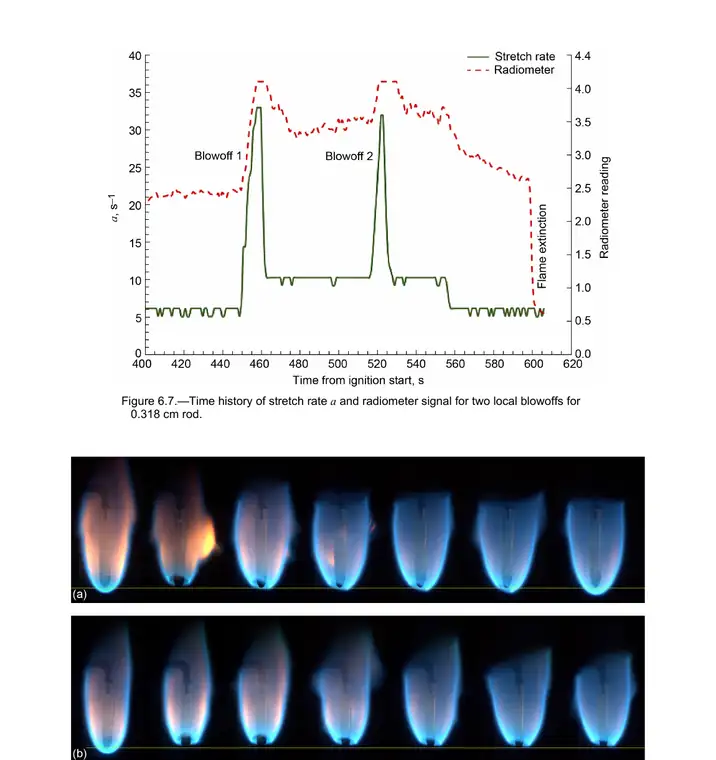 40
35
30
25
20
15
10
5
0
a, s–1
Stretch rate
Radiometer
Blowoff 1
Blowoff 2
Flame extinction
4.4
4.0
3.5
3.0
2.5
2.0
1.5
1.0
0.5
0.0
Radiometer reading
400 420 440 460 480 500 520 540 560 580 600 620
Time from ignition start, s
Figure 6.7.—Time history of stretch rate a and radiometer signal for two local blowoffs for
0.318 cm rod.
(a)
(b)